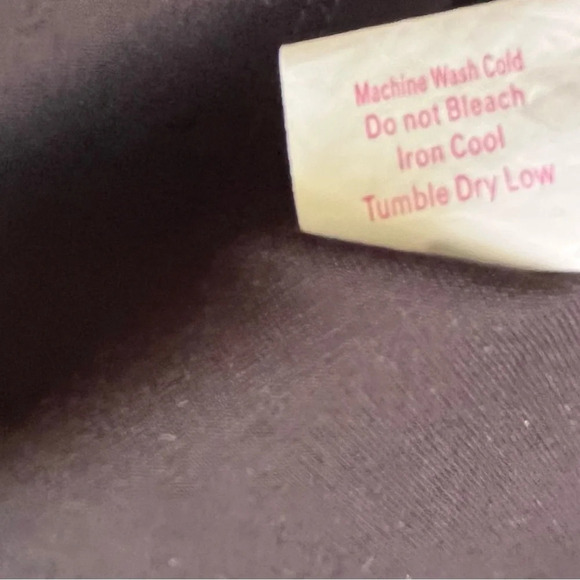 Machine Wash Cold
Do not Bleach
Iron Cool
Tumble Dry Low